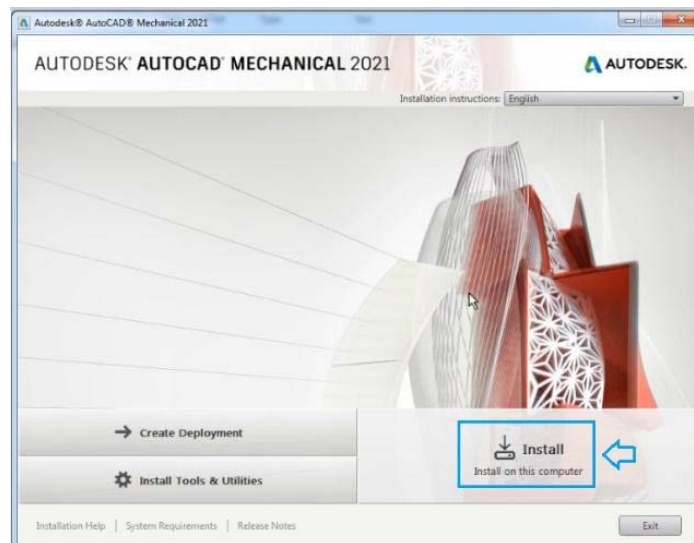 Autodesk® AutoCAD® Mechanical 2021
AUTODESK® AUTOCAD® MECHANICAL 2021
AUTODESK.
Installation instructions: English
Create Deployment
Install Tools & Utilities
Install
Install on this computer
Installation Help | System Requirements | Release Notes
Exit